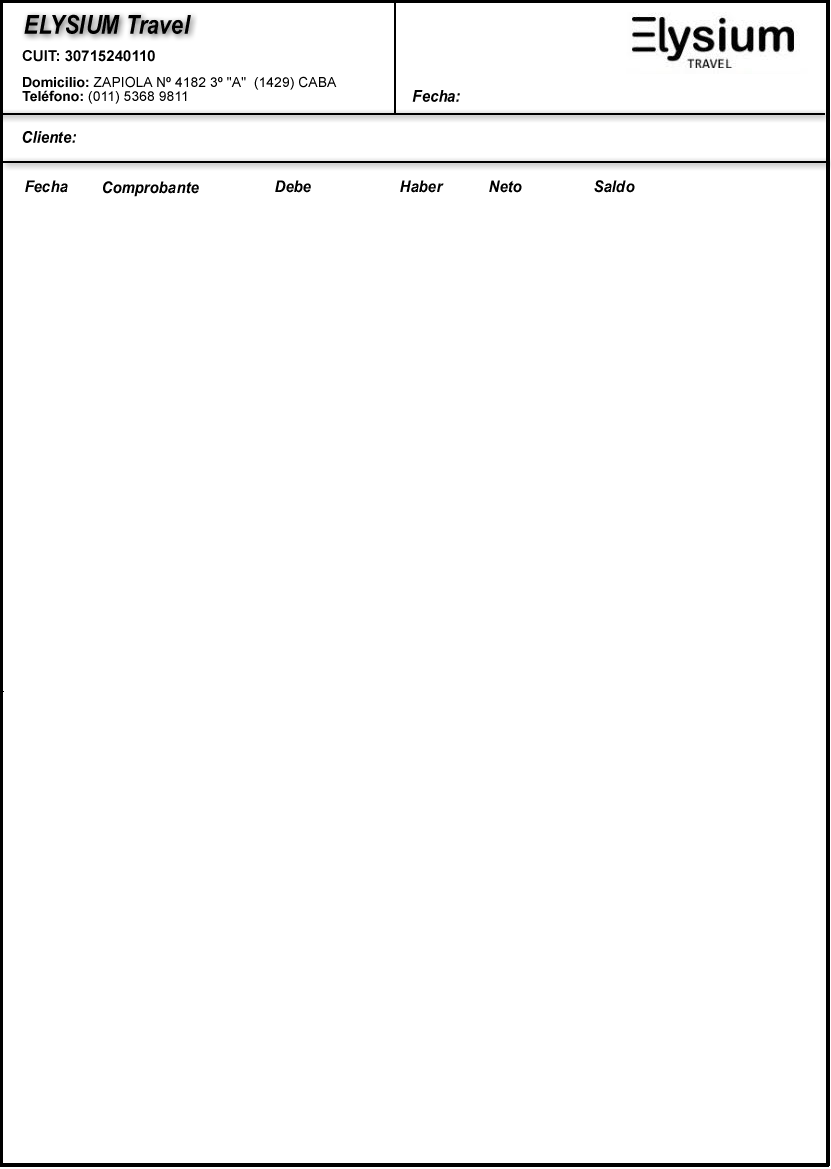 ELYSIUM Travel
CUIT: 30715240110
Domicilio: ZAPIOLA Nº 4182 3º "A"  (1429) CABA
Teléfono: (011) 5368 9811
Elysium
TRAVEL
Fecha:
Cliente:
Fecha Comprobante Debe Haber Neto Saldo